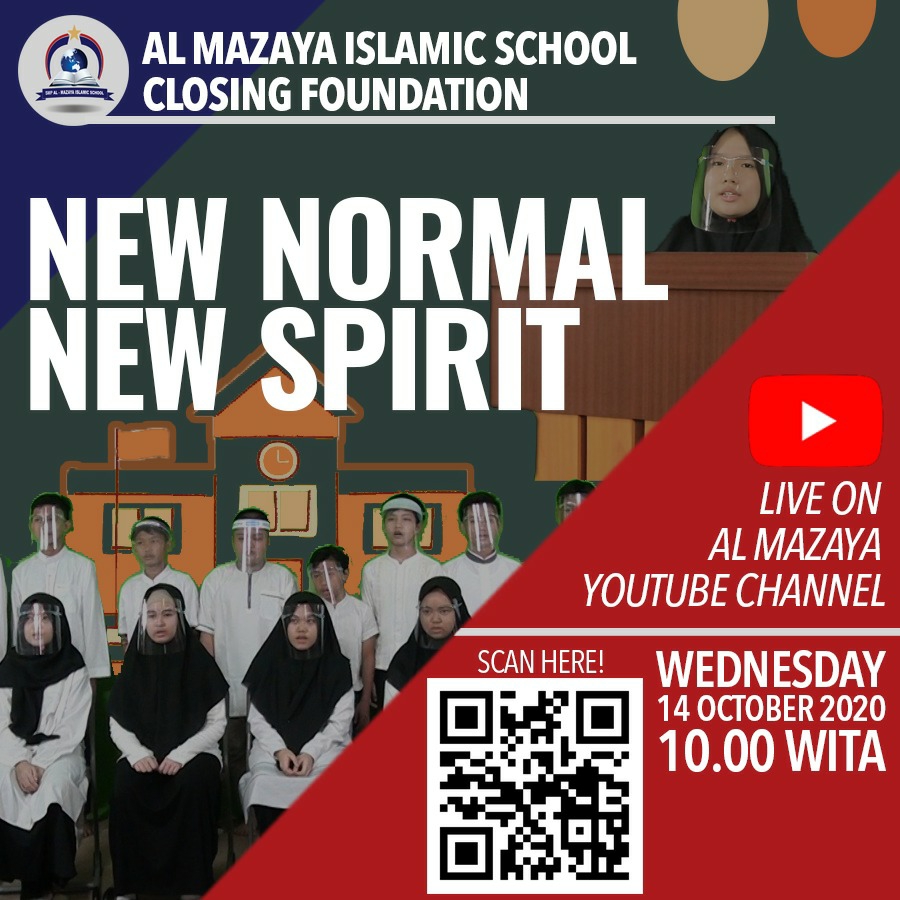 AL MAZAYA ISLAMIC SCHOOL
CLOSING FOUNDATION
NEW NORMAL
NEW SPIRIT
LIVE ON
AL MAZAYA
YOUTUBE CHANNEL
SCAN HERE!
WEDNESDAY
14 OCTOBER 2020
10.00 WITA